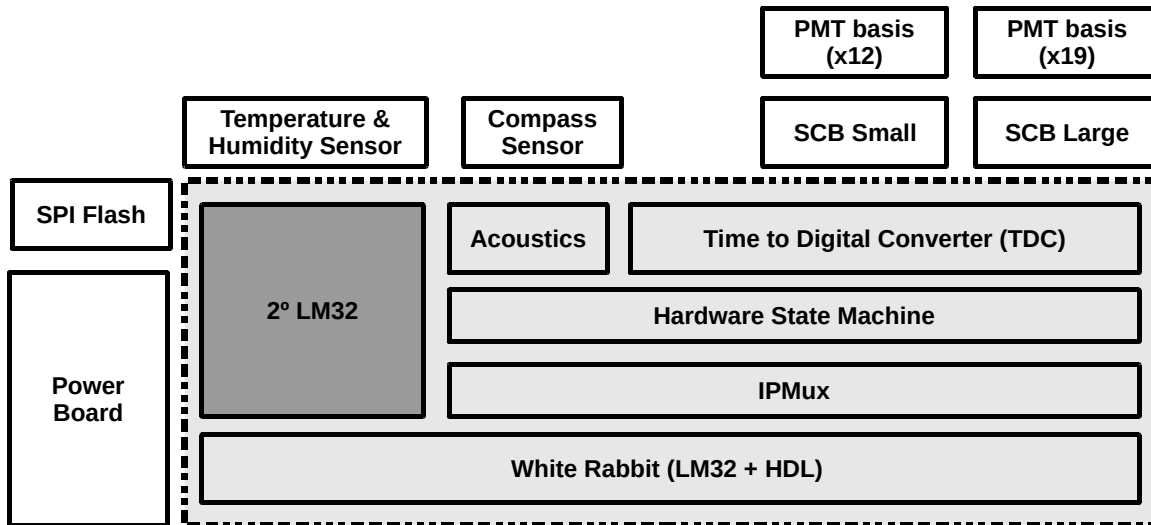 PMT basis
(x12)
PMT basis
(x19)
Temperature &
Humidity Sensor
Compass
Sensor
SCB Small
SCB Large
SPI Flash
Acoustics
Time to Digital Converter (TDC)
2º LM32
Hardware State Machine
Power
Board
IPMux
White Rabbit (LM32 + HDL)